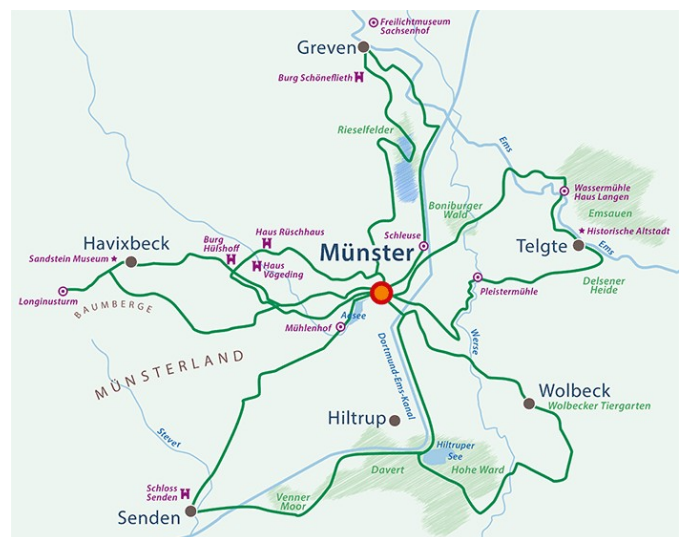 Freilichtmuseum
Sachsenhof
Greven
Burg Schöneflieth
Rieselfelder
Ems
Wassermühle
Haus Langen
Emsauen
Boniburger
Wald
Historische Altstadt
Schleuse
Telgte
Ems
Haus Rüschhaus
Burg
Hülshoff
Münster
Havixbeck
Sandstein Museum
Haus
Vögeding
Delsener
Heide
Pleistermühle
Longinusturm
BAUMBERGE
Aasee
Mühlenhof
Werse
Dortmund-Ems-Kanal
MÜNSTERLAND
Wolbeck
Wolbecker Tiergarten
Hiltrup
Stever
Hiltruper
See
Davert
Hohe Ward
Schloss
Senden
Venner
Moor
Senden